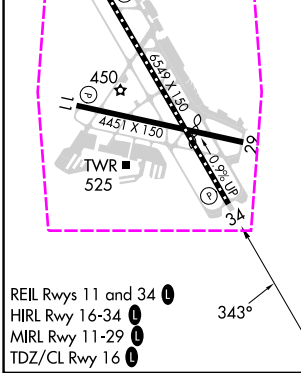 6549 X 150
450
P
11
4451 X 150
29
0.9% UP
TWR
525
P
34
343°
REIL Rwys 11 and 34 L
HIRL Rwy 16-34 L
MIRL Rwy 11-29 L
TDZ/CL Rwy 16 L